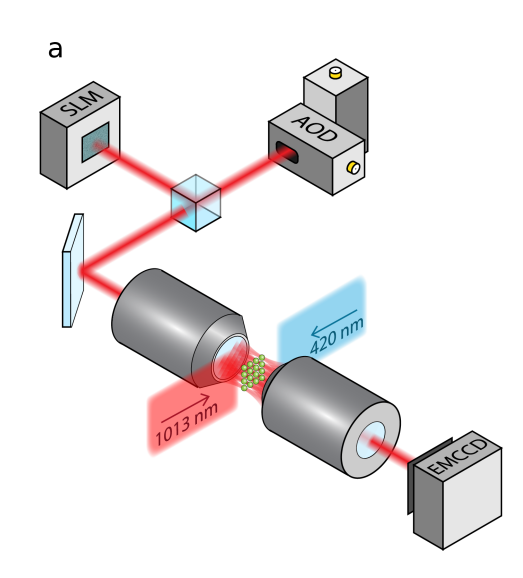 a
SLM
AOD
420 nm
1013 nm
EMCCD